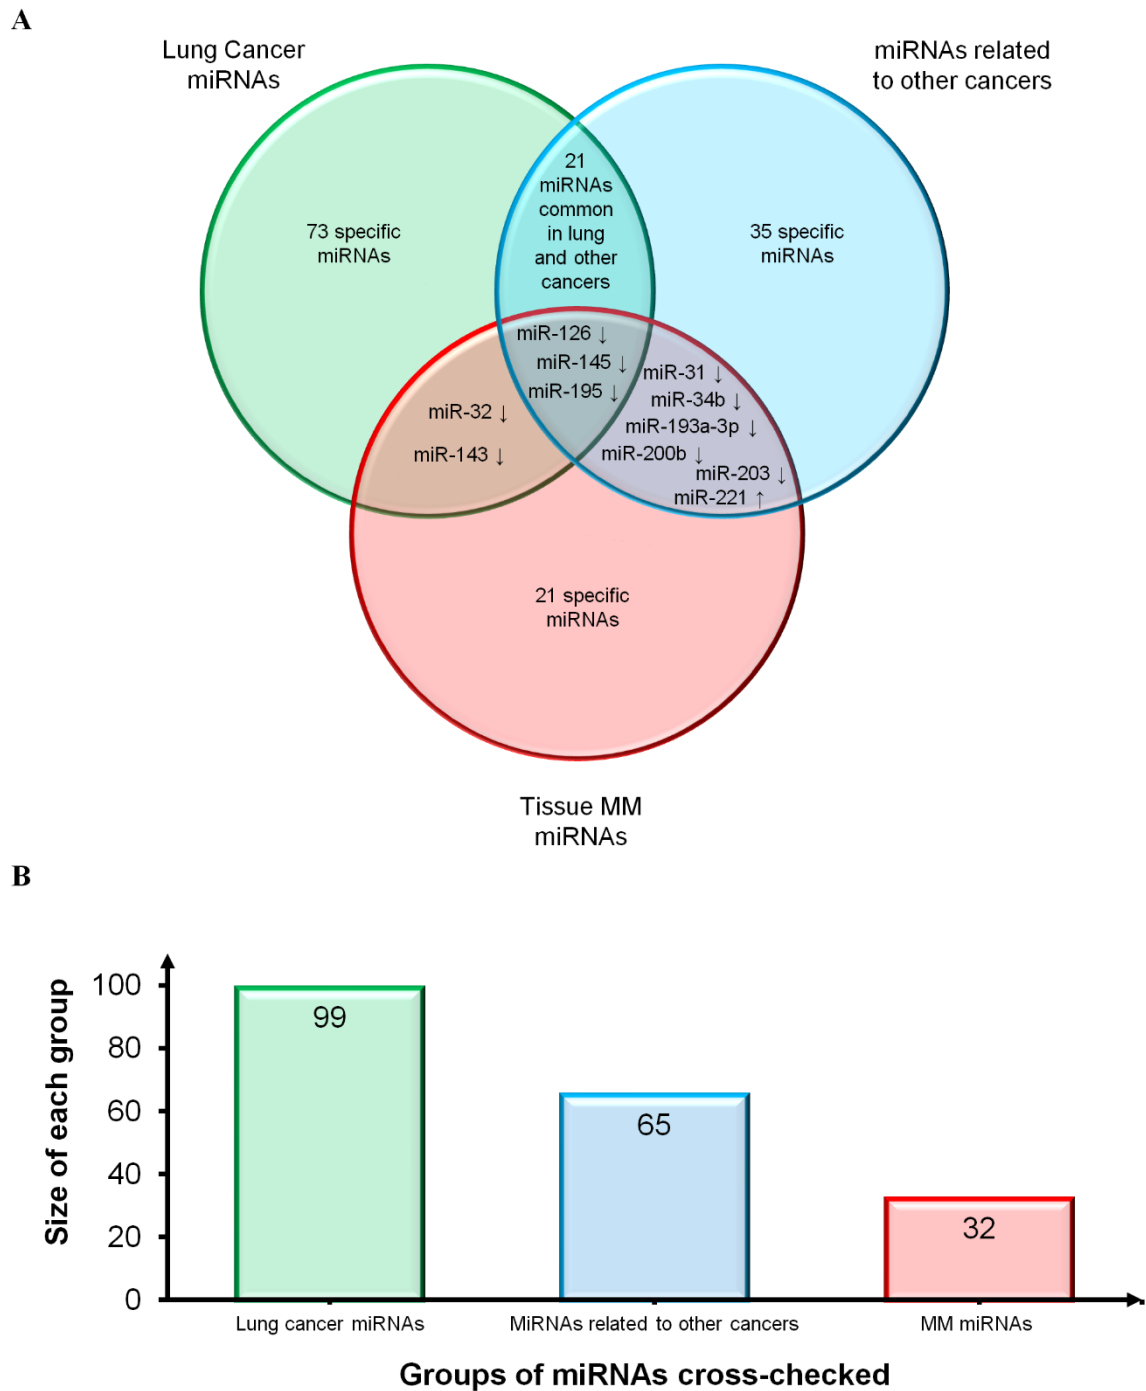 A
Lung Cancer
miRNAs
miRNAs related
to other cancers
21
miRNAs
common
in lung
and other
cancers
73 specific
miRNAs
35 specific
miRNAs
miR-126 ↓
miR-145 ↓
miR-195 ↓
miR-31 ↓
miR-34b ↓
miR-193a-3p ↓
miR-200b ↓
miR-203 ↓
miR-221 ↑
miR-32 ↓
miR-143 ↓
21 specific
miRNAs
Tissue MM
miRNAs
B
Size of each group
100
80
60
40
20
0
99
65
32
Lung cancer miRNAs
MiRNAs related to other cancers
MM miRNAs
Groups of miRNAs cross-checked